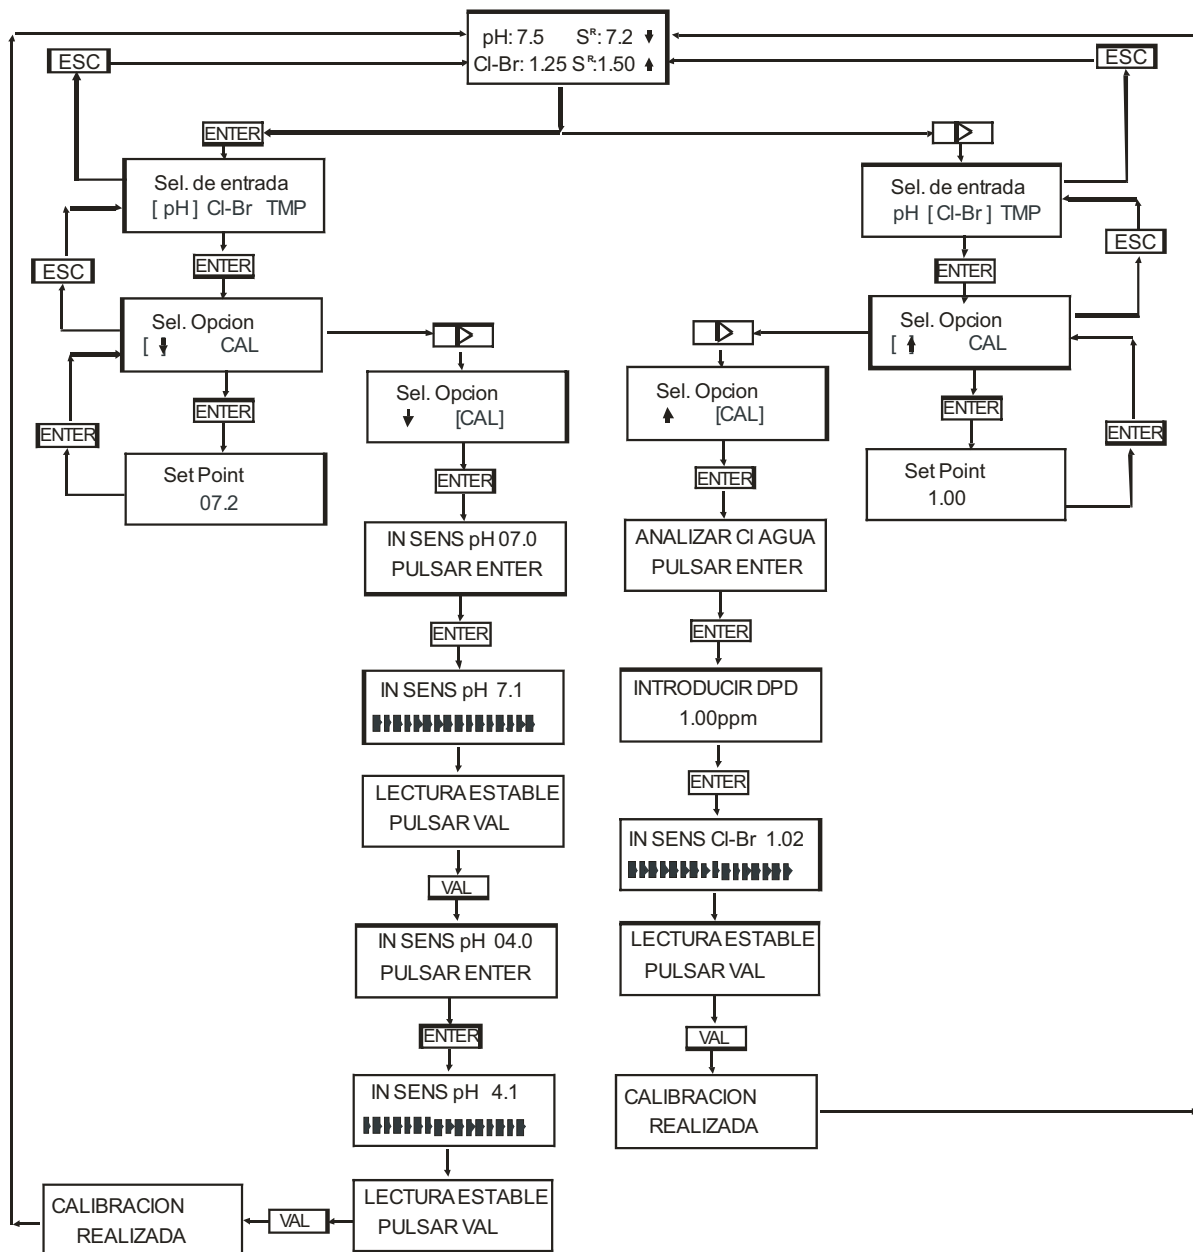 pH: 7.5 Sᴿ: 7.2
Cl-Br: 1.25 Sᴿ:1.50
ESC
ESC
ENTER
Sel. de entrada
[ pH ] Cl-Br TMP
Sel. de entrada
pH [ Cl-Br ] TMP
ESC
ENTER
ESC
ENTER
Sel. Opcion
[ ] CAL
Sel. Opcion
[ ] CAL
Sel. Opcion
[CAL]
Sel. Opcion
[CAL]
ENTER
ENTER
ENTER
ENTER
Set Point
07.2
ENTER
ENTER
Set Point
1.00
IN SENS pH 07.0
PULSAR ENTER
ANALIZAR Cl AGUA
PULSAR ENTER
ENTER
ENTER
IN SENS pH 7.1
INTRODUCIR DPD
1.00ppm
LECTURA ESTABLE
PULSAR VAL
ENTER
VAL
IN SENS Cl-Br 1.02
IN SENS pH 04.0
PULSAR ENTER
LECTURA ESTABLE
PULSAR VAL
ENTER
VAL
IN SENS pH 4.1
CALIBRACION
REALIZADA
LECTURA ESTABLE
PULSAR VAL
VAL
CALIBRACION
REALIZADA